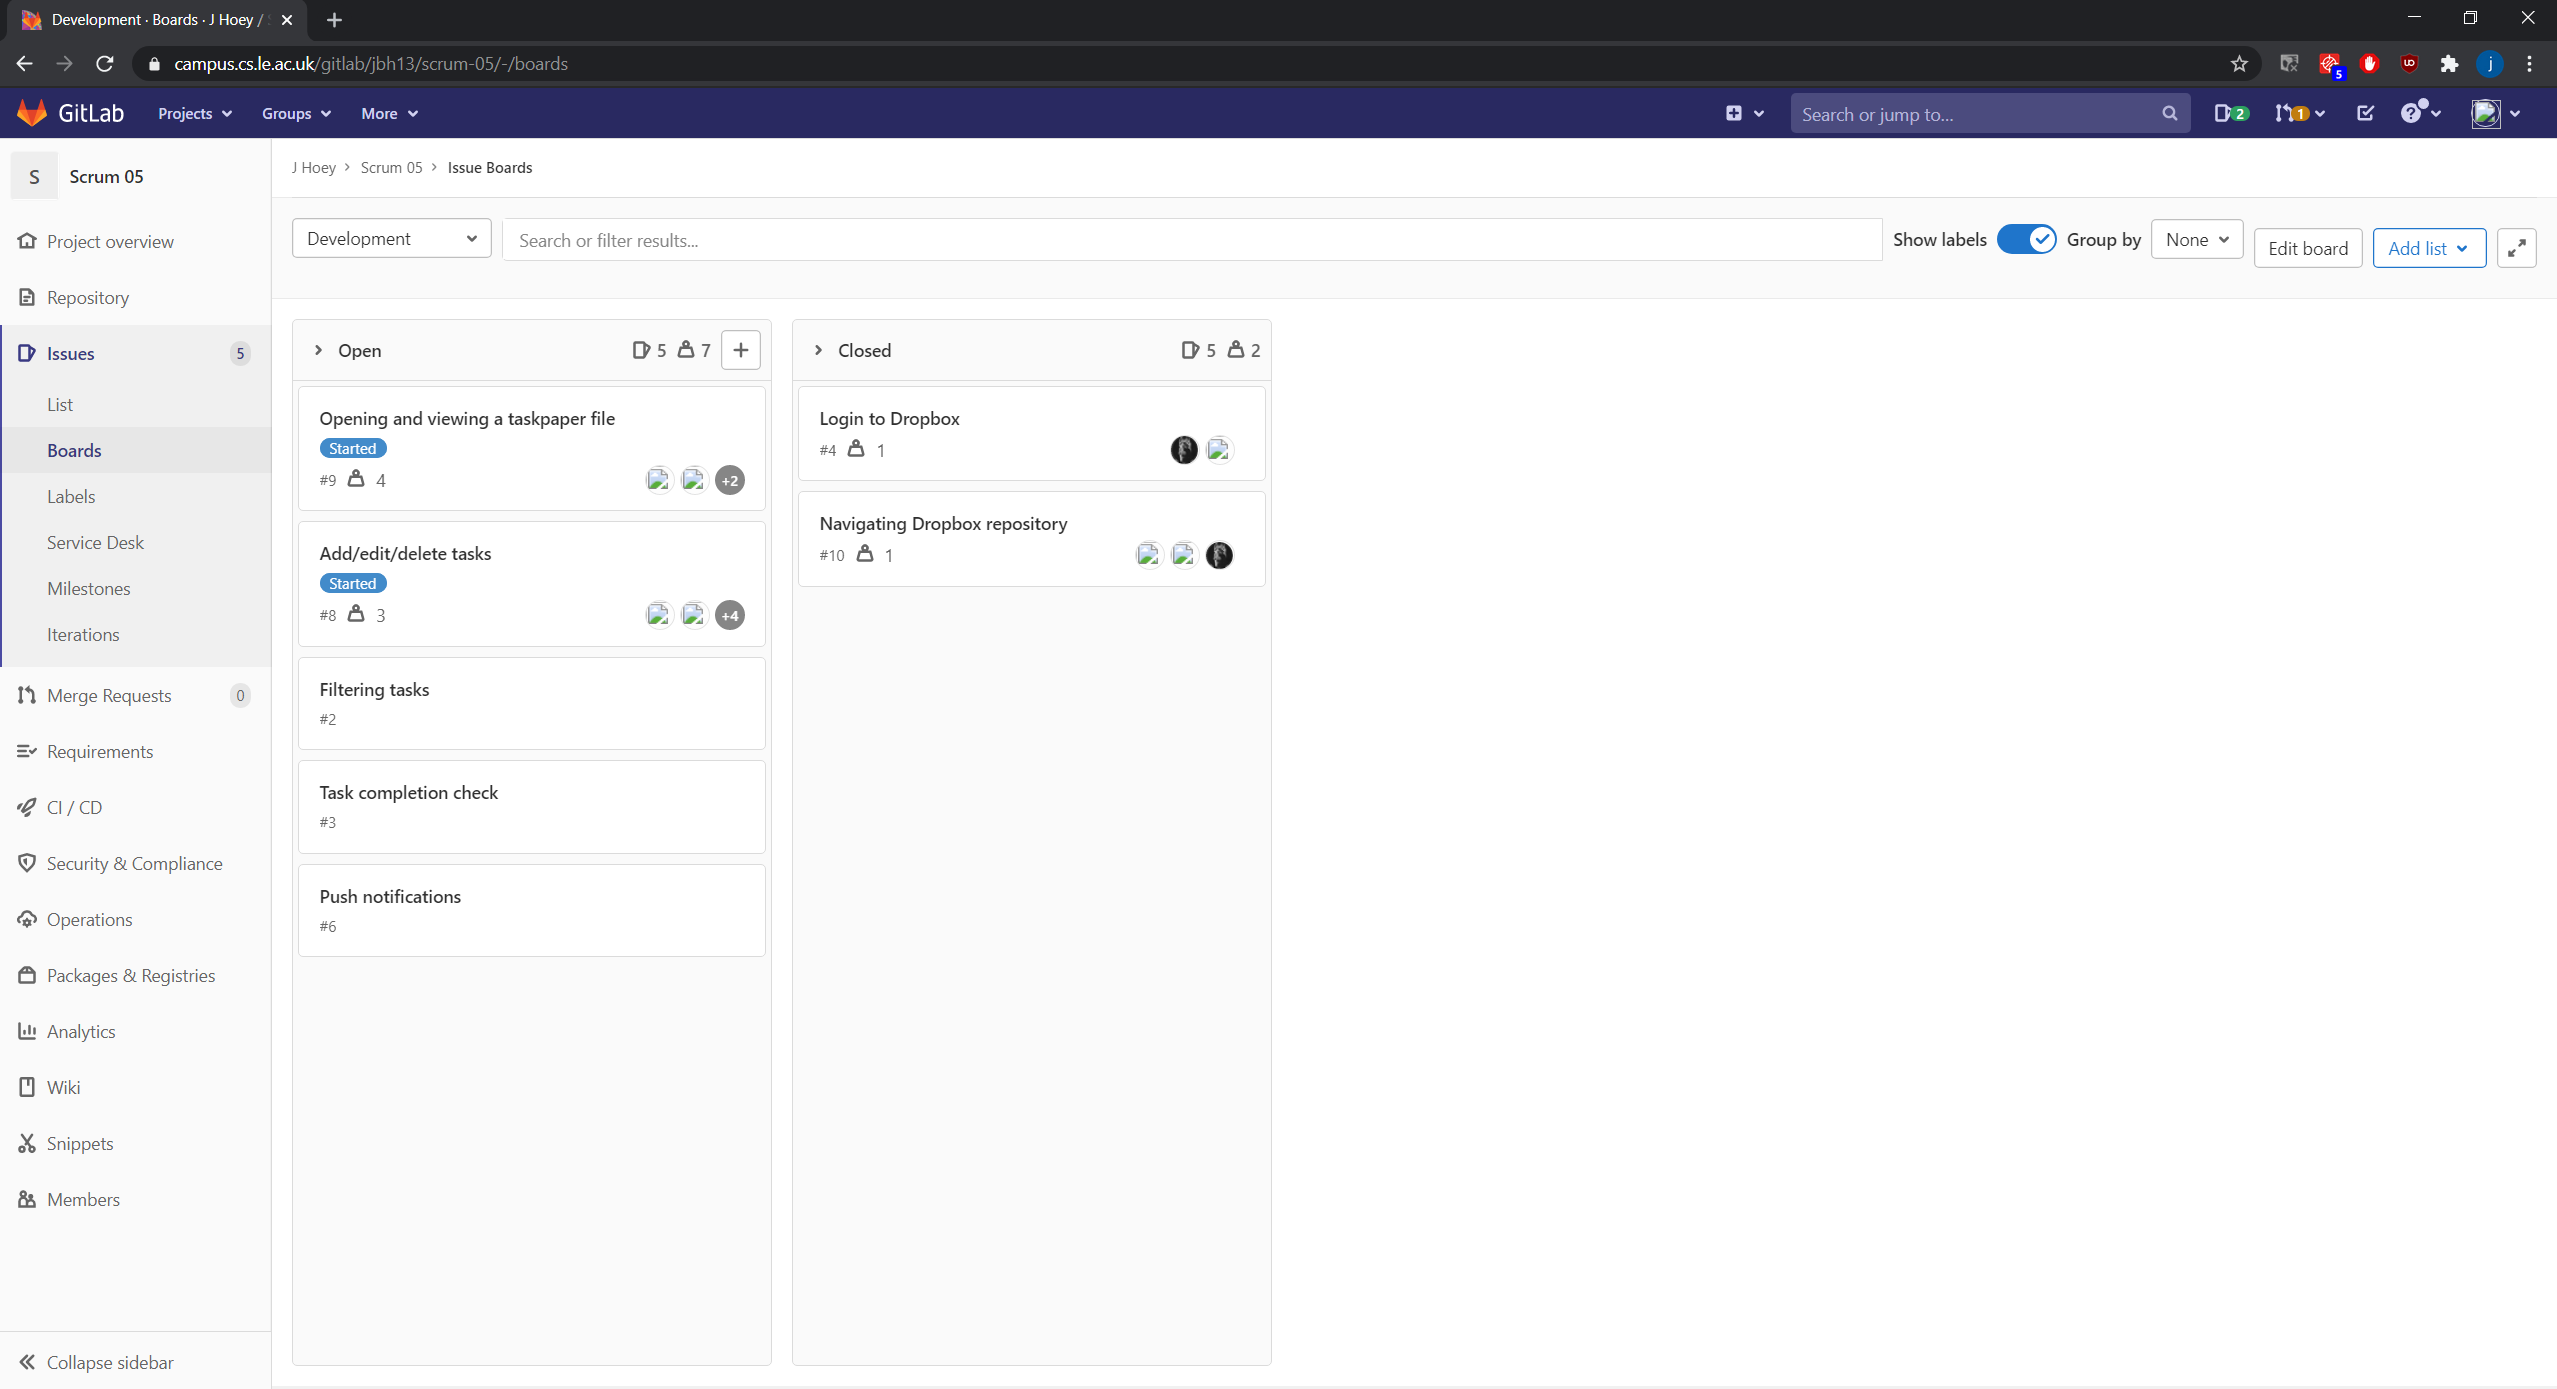 Development · Boards · J Hoey /
campus.cs.le.ac.uk/gitlab/jbh13/scrum-05/-/boards
5
j
GitLab Projects Groups More Search or jump to... 2 1
S Scrum 05
Project overview
Repository
Issues 5
List
Boards
Labels
Service Desk
Milestones
Iterations
Merge Requests 0
Requirements
CI / CD
Security & Compliance
Operations
Packages & Registries
Analytics
Wiki
Snippets
Members
Collapse sidebar
J Hoey > Scrum 05 > Issue Boards
Development Search or filter results... Show labels Group by None Edit board Add list
Open 5 7
Opening and viewing a taskpaper file
Started
#9 4 +2
Add/edit/delete tasks
Started
#8 3 +4
Filtering tasks
#2
Task completion check
#3
Push notifications
#6
Closed 5 2
Login to Dropbox
#4 1
Navigating Dropbox repository
#10 1